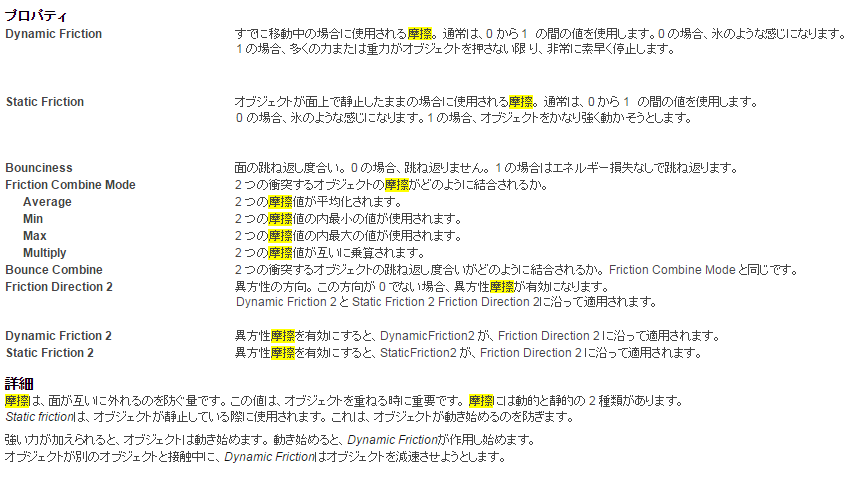 プロパティ
Dynamic Friction すでに移動中の場合に使用される摩擦。通常は、0 から 1 の間の値を使用します。0 の場合、氷のような感じになります。
1 の場合、多くの力または重力がオブジェクトを押さない限り、非常に素早く停止します。
Static Friction オブジェクトが面上で静止したままの場合に使用される摩擦。通常は、0 から 1 の間の値を使用します。
0 の場合、氷のような感じになります。1 の場合、オブジェクトをかなり強く動かそうとします。
Bounciness 面の跳ね返し度合い。0 の場合、跳ね返りません。1 の場合はエネルギー損失なしで跳ね返ります。
Friction Combine Mode 2 つの衝突するオブジェクトの摩擦がどのように結合されるか。
Average 2 つの摩擦値が平均化されます。
Min 2 つの摩擦値の内最小の値が使用されます。
Max 2 つの摩擦値の内最大の値が使用されます。
Multiply 2 つの摩擦値が互いに乗算されます。
Bounce Combine 2 つの衝突するオブジェクトの跳ね返し度合いがどのように結合されるか。Friction Combine Mode と同じです。
Friction Direction 2 異方性の方向。この方向が 0 でない場合、異方性摩擦が有効になります。
Dynamic Friction 2 と Static Friction 2 Friction Direction 2に沿って適用されます。
Dynamic Friction 2 異方性摩擦を有効にすると、DynamicFriction2 が、Friction Direction 2に沿って適用されます。
Static Friction 2 異方性摩擦を有効にすると、StaticFriction2 が、Friction Direction 2に沿って適用されます。
詳細
摩擦は、面が互いに外れるのを防ぐ量です。この値は、オブジェクトを重ねる時に重要です。摩擦には動的と静的の 2 種類があります。
Static frictionは、オブジェクトが静止している際に使用されます。これは、オブジェクトが動き始めるのを防ぎます。
強い力が加えられると、オブジェクトは動き始めます。動き始めると、Dynamic Frictionが作用し始めます。
オブジェクトが別のオブジェクトと接触中に、Dynamic Frictionはオブジェクトを減速させようとします。